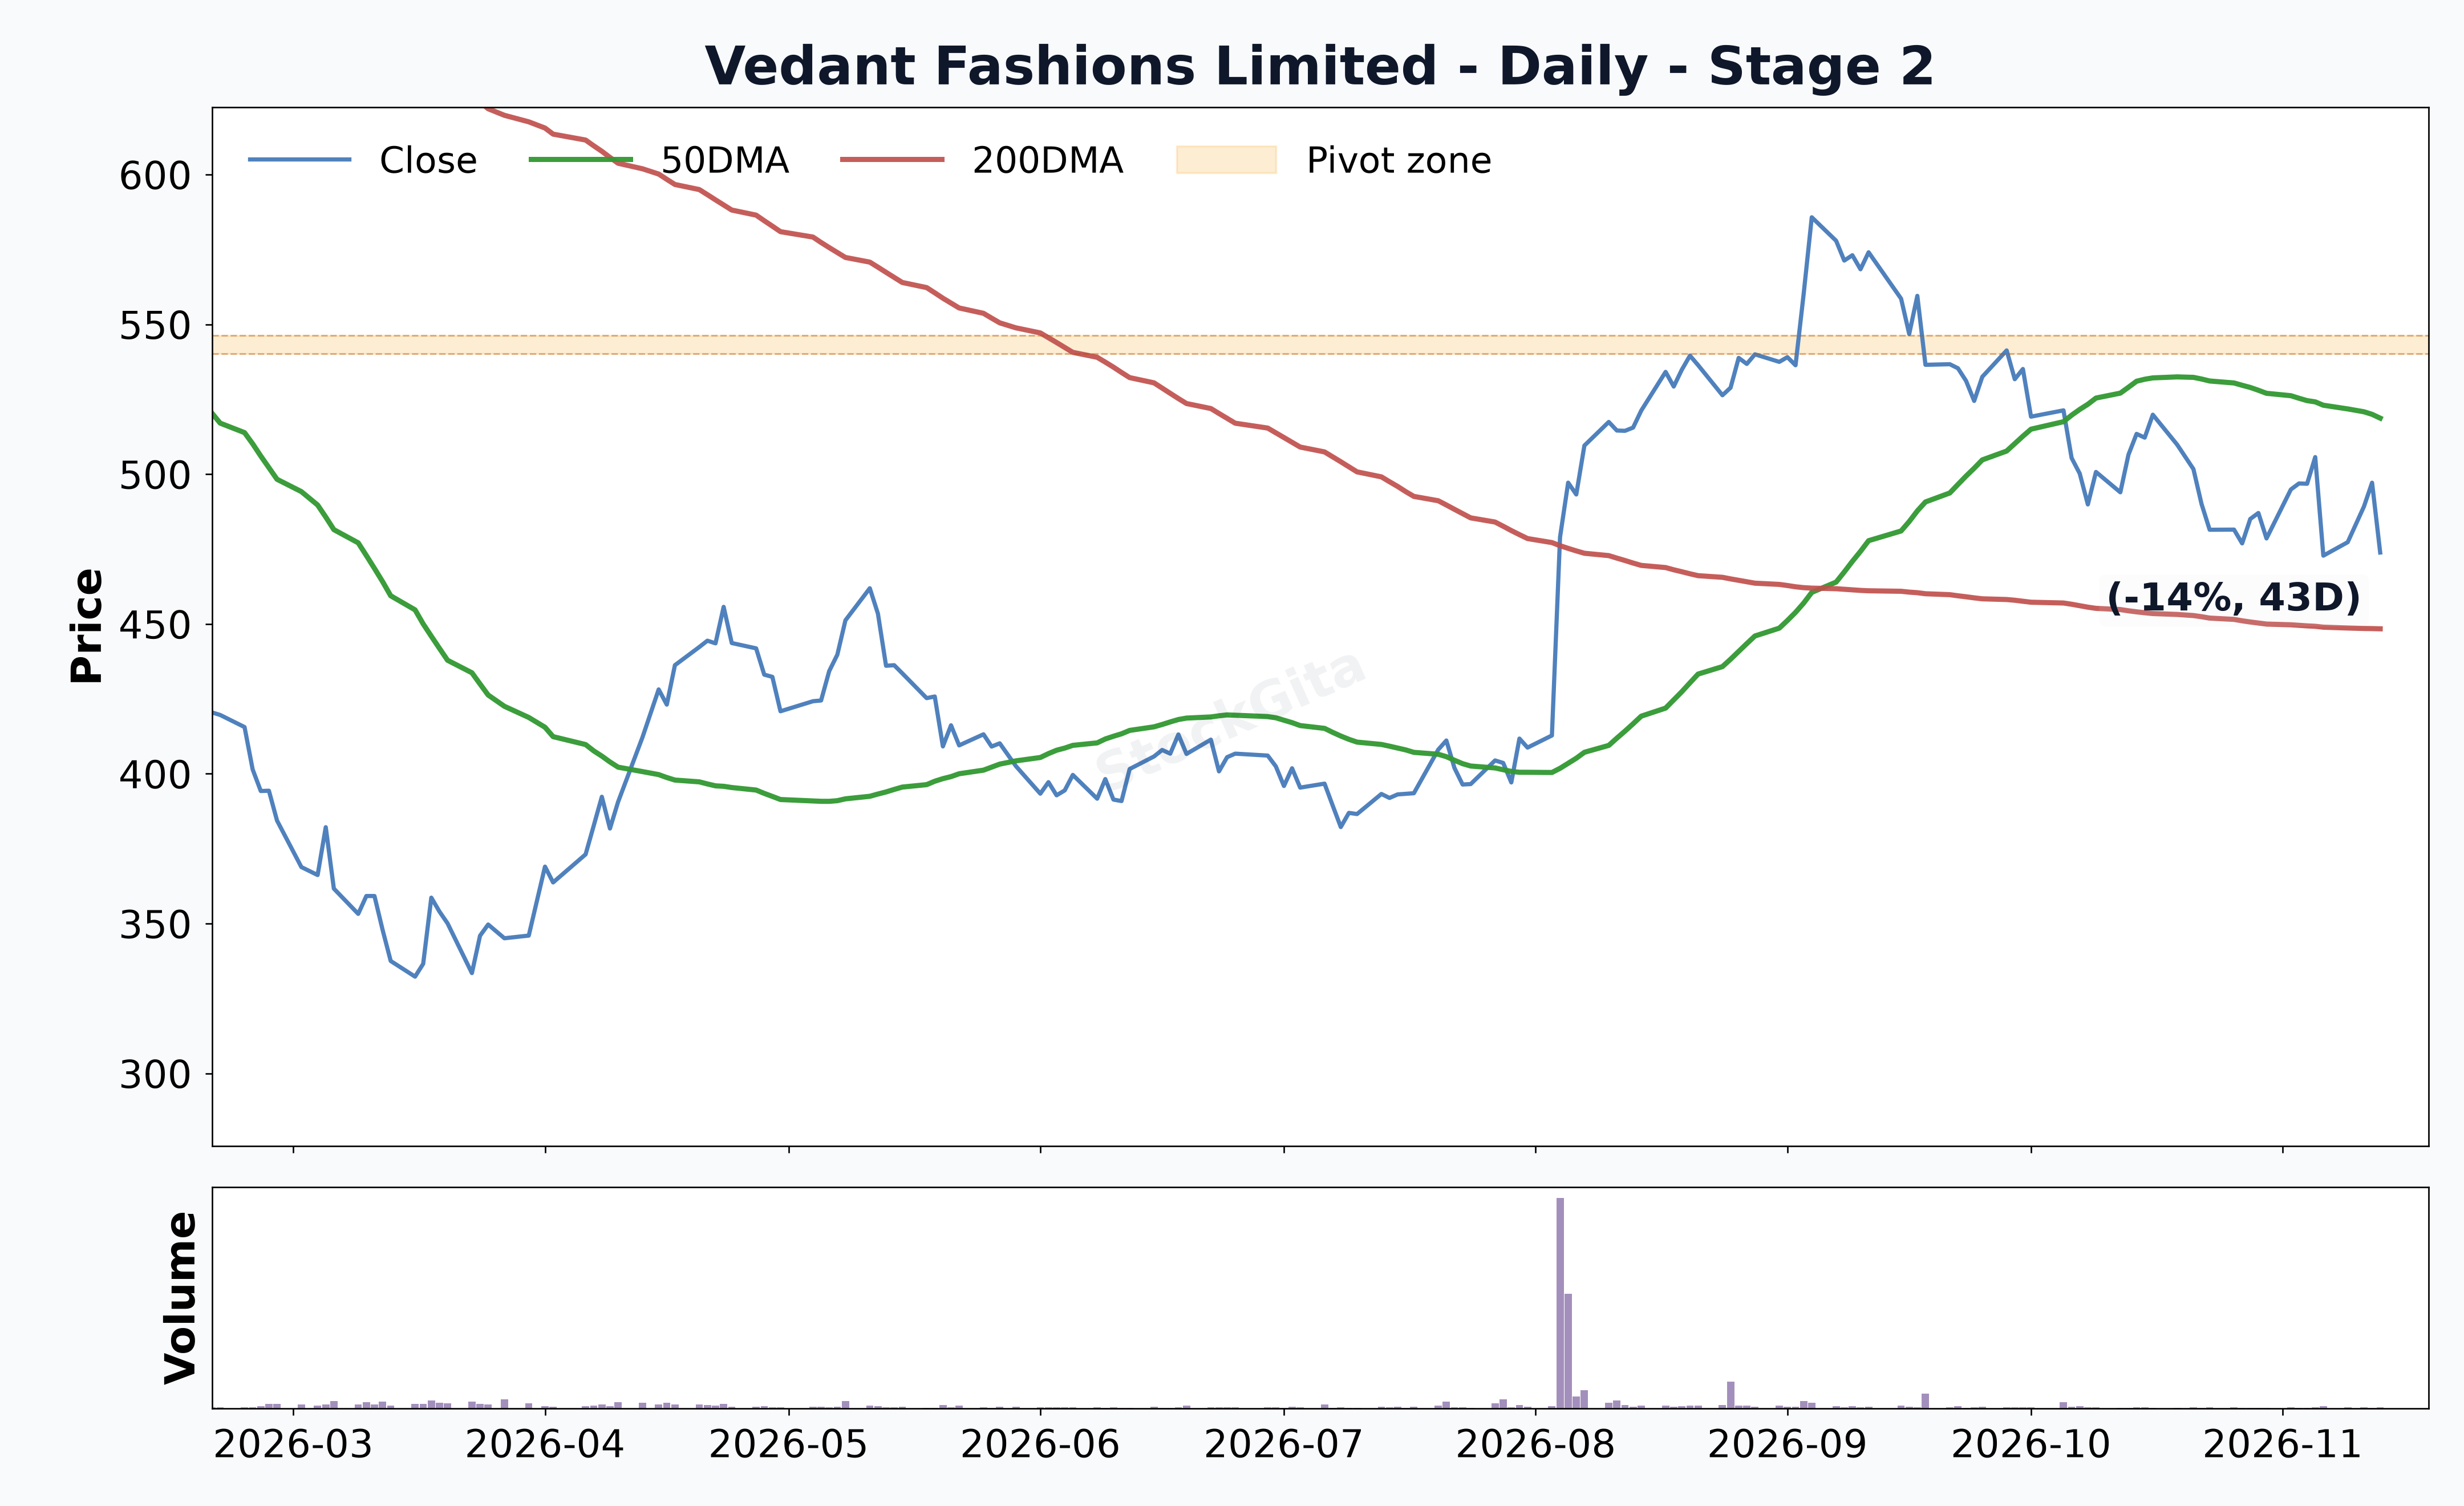 Vedant Fashions Limited - Daily - Stage 2
Close 50DMA 200DMA Pivot zone
600
550
500
450
400
350
300
Price
(-14%, 43D)
StockGita
Volume
2026-03 2026-04 2026-05 2026-06 2026-07 2026-08 2026-09 2026-10 2026-11